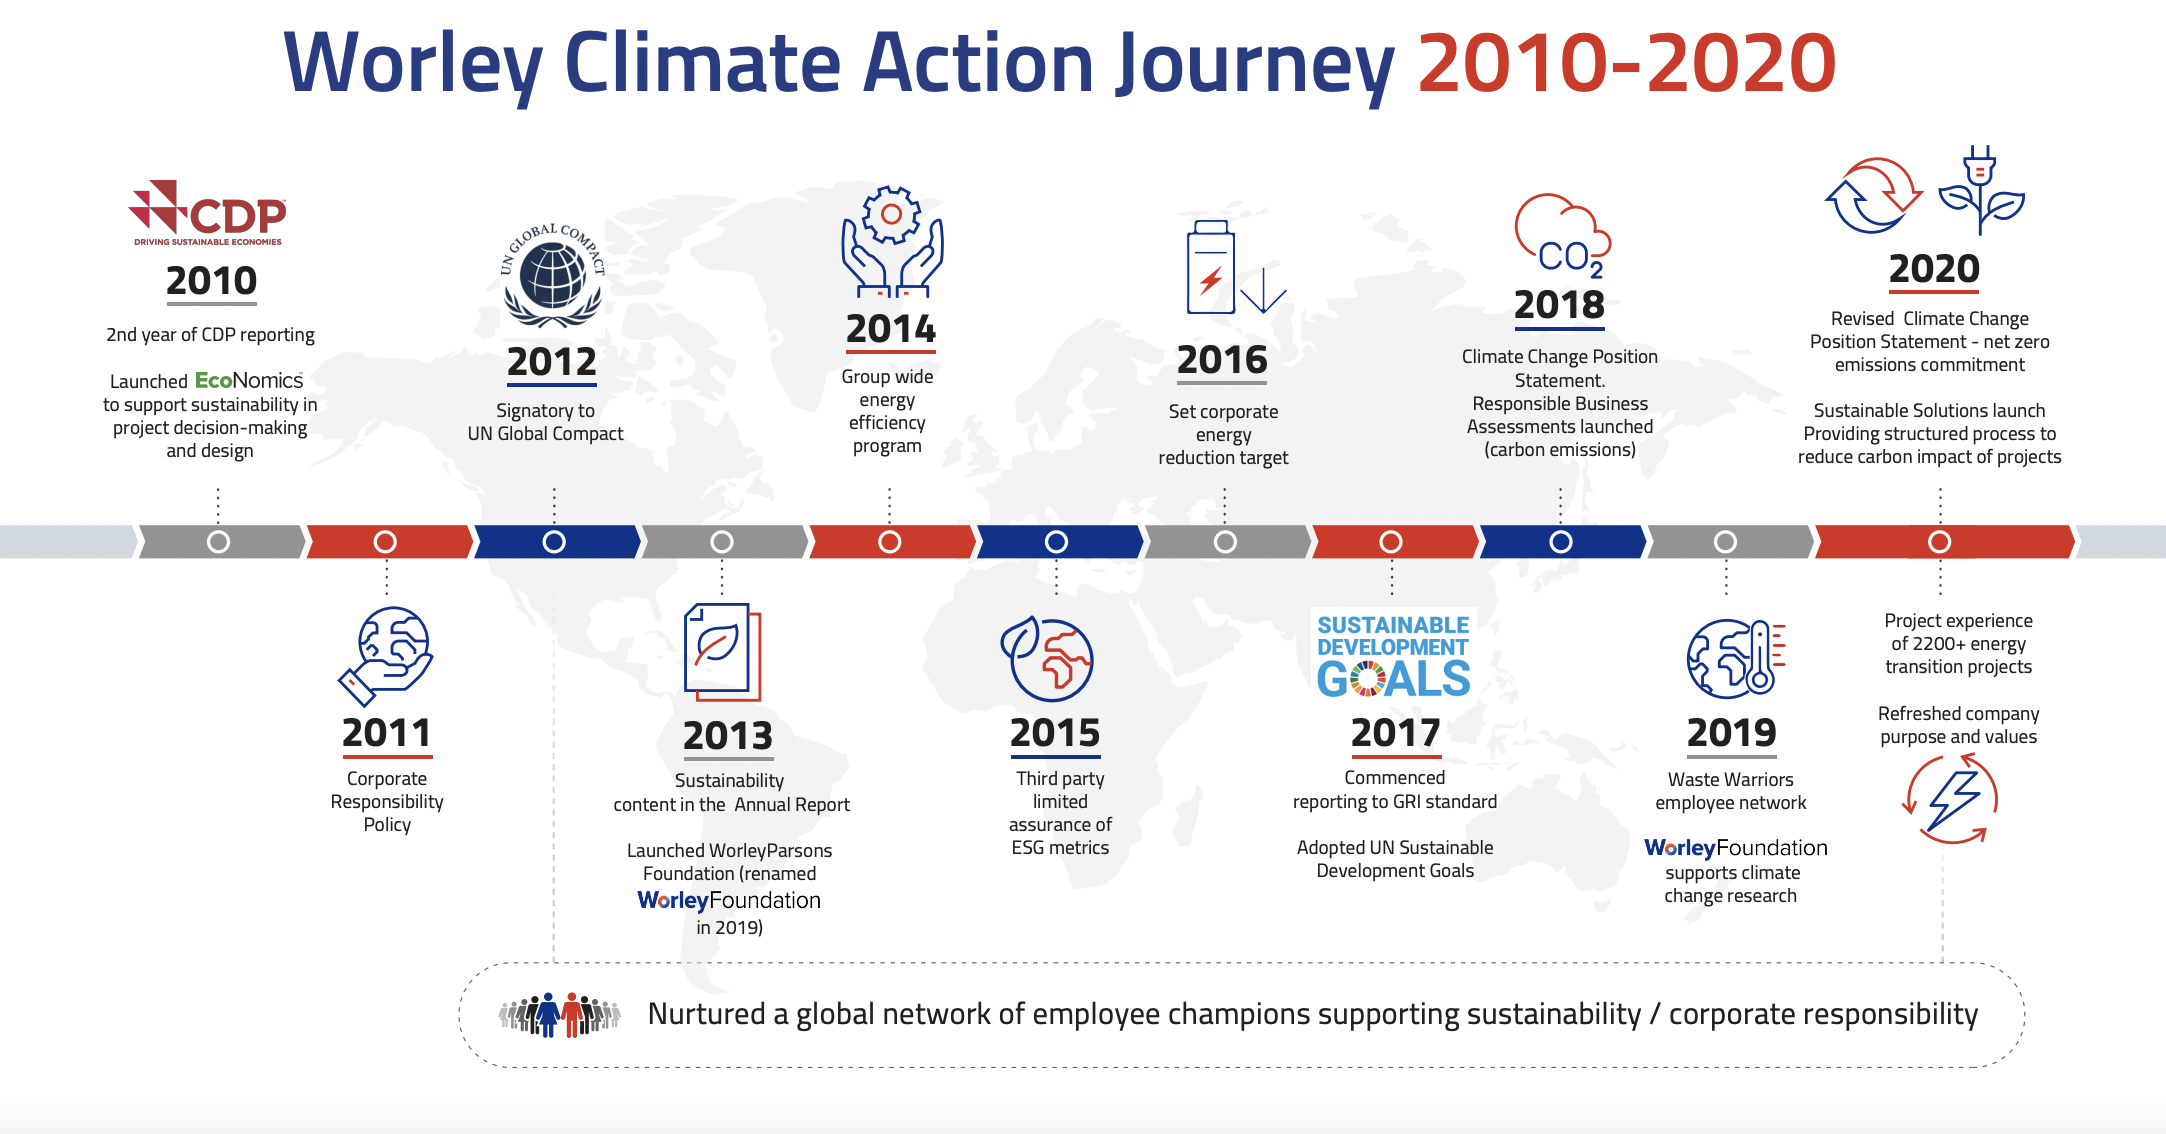 Worley Climate Action Journey 2010-2020
CDP
DRIVING SUSTAINABLE ECONOMIES
2010
2nd year of CDP reporting
Launched EcoNomics™
to support sustainability in
project decision-making
and design
UN GLOBAL COMPACT
2012
Signatory to
UN Global Compact
2014
Group wide
energy
efficiency
program
2016
Set corporate
energy
reduction target
CO2
2018
Climate Change Position
Statement.
Responsible Business
Assessments launched
(carbon emissions)
2020
Revised Climate Change
Position Statement - net zero
emissions commitment
Sustainable Solutions launch
Providing structured process to
reduce carbon impact of projects
2011
Corporate
Responsibility
Policy
2013
Sustainability
content in the Annual Report
Launched WorleyParsons
Foundation (renamed
WorleyFoundation
in 2019)
2015
Third party
limited
assurance of
ESG metrics
SUSTAINABLE
DEVELOPMENT
GOALS
2017
Commenced
reporting to GRI standard
Adopted UN Sustainable
Development Goals
2019
Waste Warriors
employee network
WorleyFoundation
supports climate
change research
Project experience
of 2200+ energy
transition projects
Refreshed company
purpose and values
Nurtured a global network of employee champions supporting sustainability / corporate responsibility